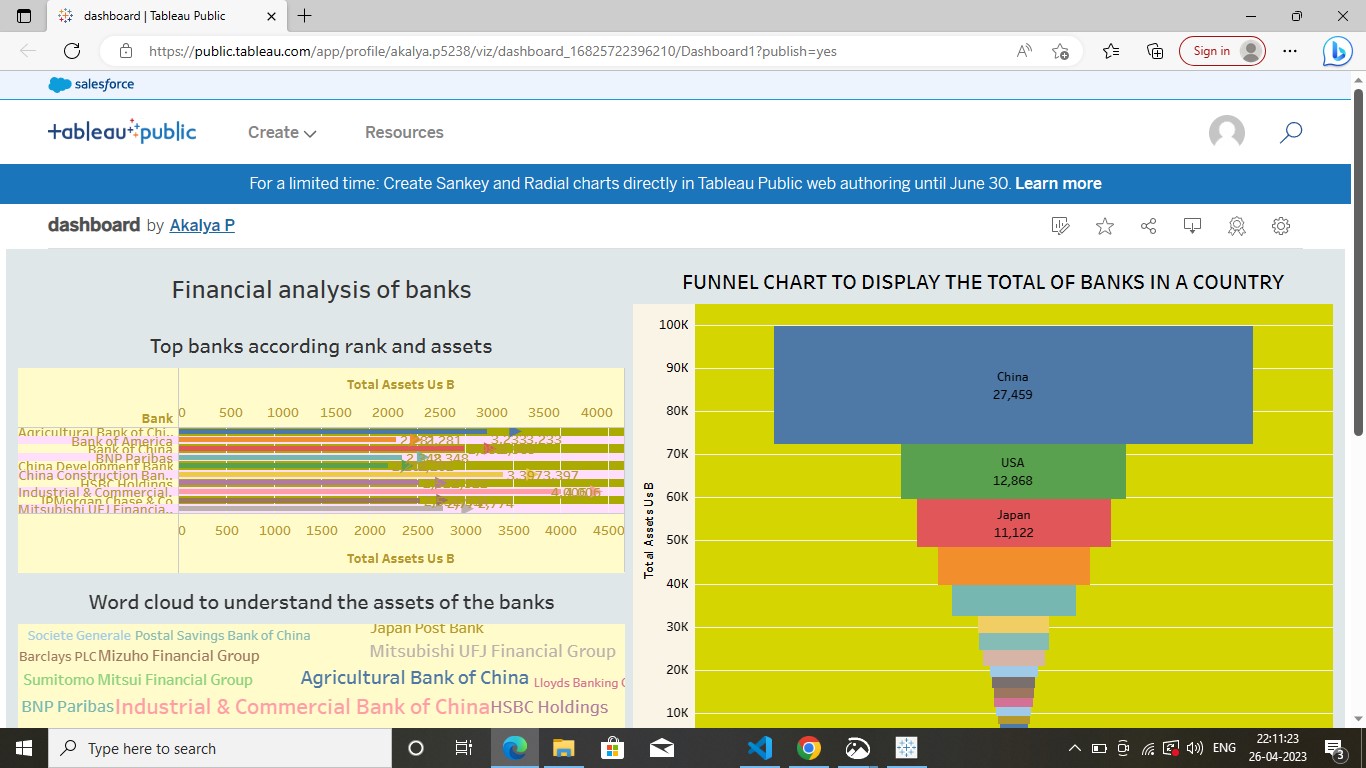 dashboard | Tableau Public
https://public.tableau.com/app/profile/akalya.p5238/viz/dashboard_16825722396210/Dashboard1?publish=yes
Sign in
salesforce
tableau public
Create
Resources
For a limited time: Create Sankey and Radial charts directly in Tableau Public web authoring until June 30. Learn more
dashboard by Akalya P
Financial analysis of banks
Top banks according rank and assets
Total Assets Us B
Bank
0 500 1000 1500 2000 2500 3000 3500 4000
Agricultural Bank of Chi..
3,233 3,233
Bank of America
2,281
Bank of China
BNP Paribas
2,348
China Development Bank
China Construction Ban..
3,397 3,397
HSBC Holdings
Industrial & Commercial.
JPMorgan Chase & Co
Mitsubishi UFJ Financia..
2,774
0 500 1000 1500 2000 2500 3000 3500 4000 4500
Total Assets Us B
Word cloud to understand the assets of the banks
Japan Post Bank
Societe Generale Postal Savings Bank of China
Mitsubishi UFJ Financial Group
Barclays PLC Mizuho Financial Group
Agricultural Bank of China
Sumitomo Mitsui Financial Group
Lloyds Banking
BNP Paribas Industrial & Commercial Bank of China HSBC Holdings
FUNNEL CHART TO DISPLAY THE TOTAL OF BANKS IN A COUNTRY
Total Assets Us B
100K
90K
80K
70K
60K
50K
40K
30K
20K
10K
China
27,459
USA
12,868
Japan
11,122
Type here to search
ENG
22:11:23
26-04-2023
3